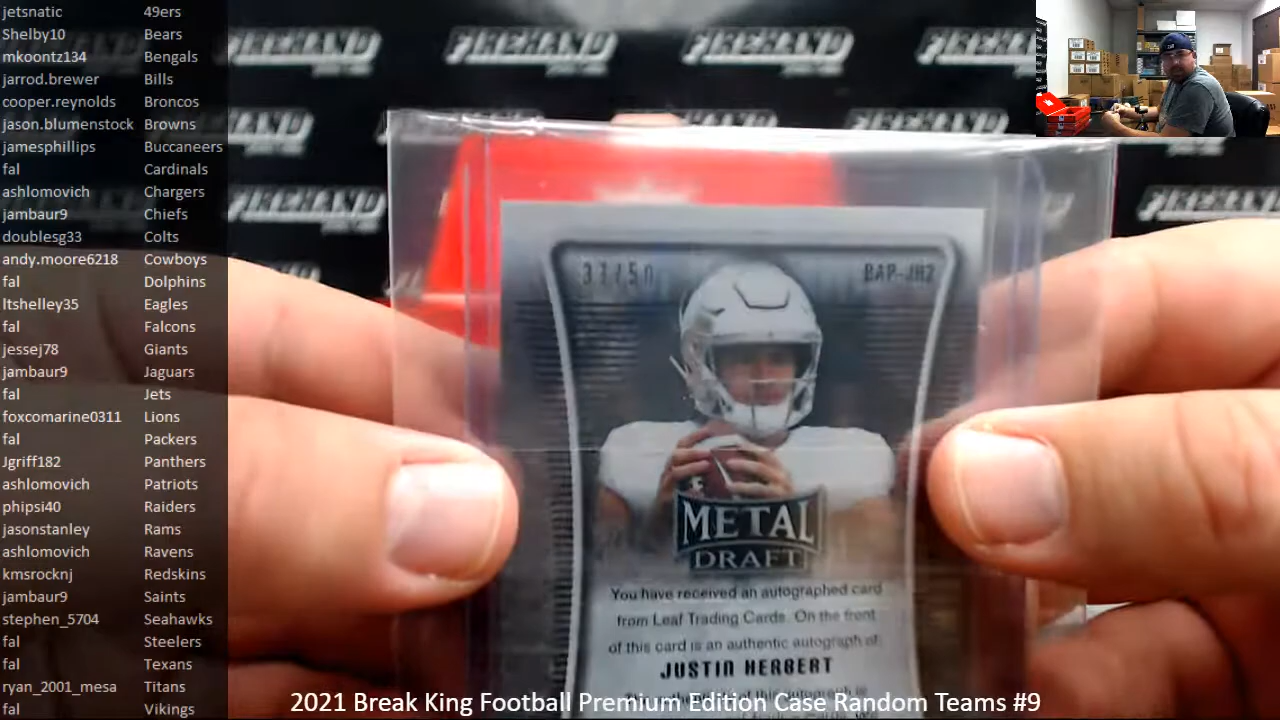 jetsnatic 49ers
Shelby10 Bears
mkoontz134 Bengals
jarrod.brewer Bills
cooper.reynolds Broncos
jason.blumenstock Browns
jamesphillips Buccaneers
fal Cardinals
ashlomovich Chargers
jambaur9 Chiefs
doublesg33 Colts
andy.moore6218 Cowboys
fal Dolphins
ltshelley35 Eagles
fal Falcons
jessej78 Giants
jambaur9 Jaguars
fal Jets
foxcomarine0311 Lions
fal Packers
Jgriff182 Panthers
ashlomovich Patriots
phipsi40 Raiders
jasonstanley Rams
ashlomovich Ravens
kmsrocknj Redskins
jambaur9 Saints
stephen_5704 Seahawks
fal Steelers
fal Texans
ryan_2001_mesa Titans
fal Vikings
FIREHAND FIREHAND FIREHAND FIREHAND
FIREHAND FIREHAND
BAP-JH2
METAL
DRAFT
You have received an autographed card
from Leaf Trading Cards. On the front
of this card is an authentic autograph of:
JUSTIN HERBERT
2021 Break King Football Premium Edition Case Random Teams #9